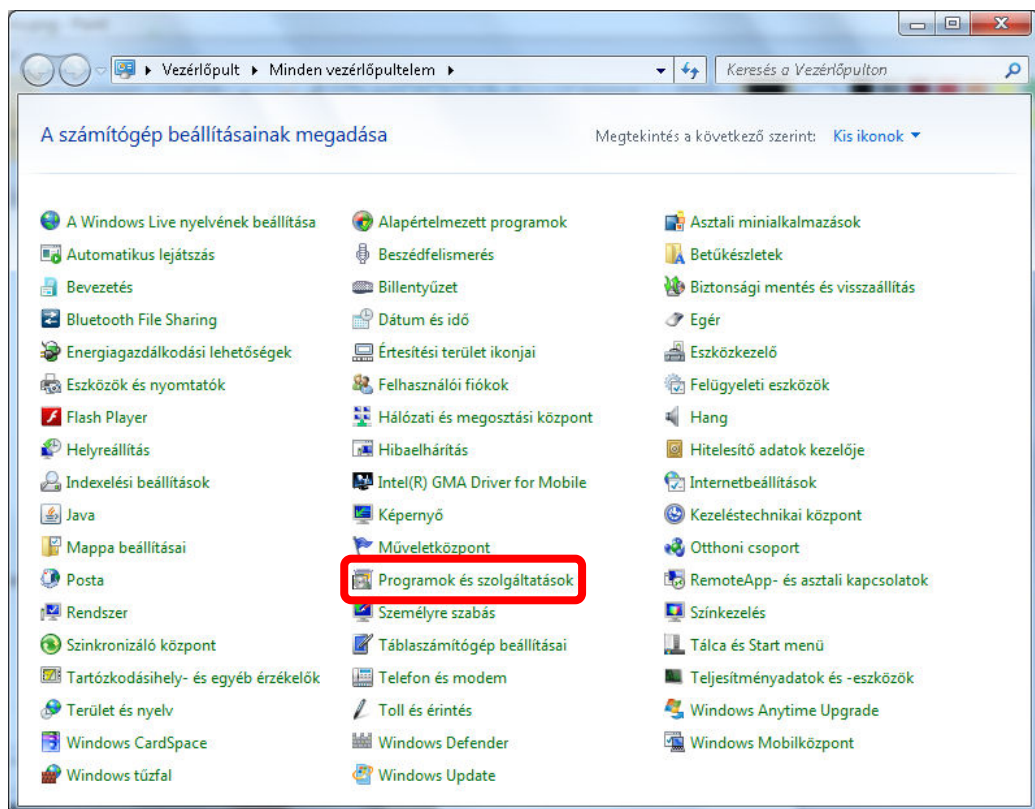 Vezérlőpult Minden vezérlőpultelem Keresés a Vezérlőpulton
A számítógép beállításainak megadása Megtekintés a következő szerint: Kis ikonok
A Windows Live nyelvének beállítása Alapértelmezett programok Asztali minialkalmazások
Automatikus lejátszás Beszédfelismerés Betűkészletek
Bevezetés Billentyűzet Biztonsági mentés és visszaállítás
Bluetooth File Sharing Dátum és idő Egér
Energiagazdálkodási lehetőségek Értesítési terület ikonjai Eszközkezelő
Eszközök és nyomtatók Felhasználói fiókok Felügyeleti eszközök
Flash Player Hálózati és megosztási központ Hang
Helyreállítás Hibaelhárítás Hitelesítő adatok kezelője
Indexelési beállítások Intel(R) GMA Driver for Mobile Internetbeállítások
Java Képernyő Kezeléstechnikai központ
Mappa beállításai Műveletközpont Otthoni csoport
Posta Programok és szolgáltatások RemoteApp- és asztali kapcsolatok
Rendszer Személyre szabás Színkezelés
Szinkronizáló központ Táblaszámítógép beállításai Tálca és Start menü
Tartózkodásihely- és egyéb érzékelők Telefon és modem Teljesítményadatok és -eszközök
Terület és nyelv Toll és érintés Windows Anytime Upgrade
Windows CardSpace Windows Defender Windows Mobilközpont
Windows tűzfal Windows Update